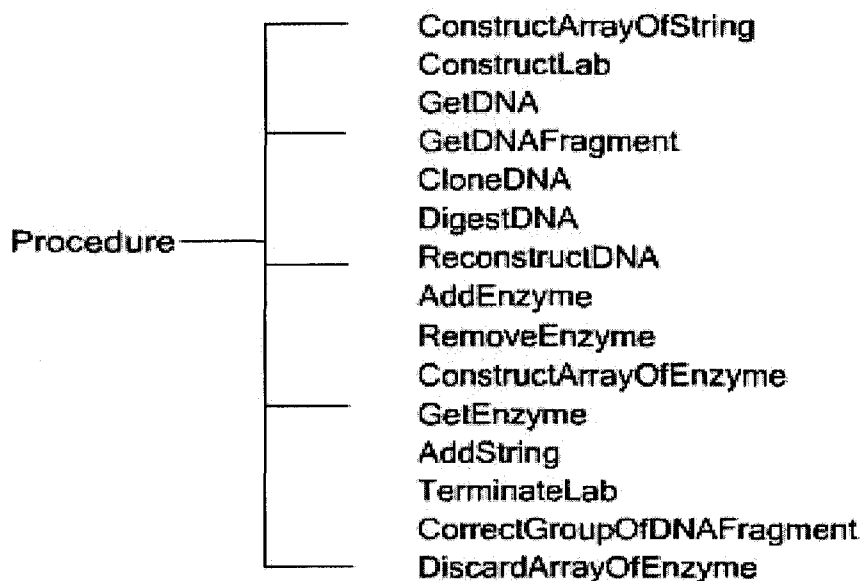 ConstructArrayOfString
ConstructLab
GetDNA
GetDNAFragment
CloneDNA
DigestDNA
Procedure
ReconstructDNA
AddEnzyme
RemoveEnzyme
ConstructArrayOfEnzyme
GetEnzyme
AddString
TerminateLab
CorrectGroupOfDNAFragment
DiscardArrayOfEnzyme